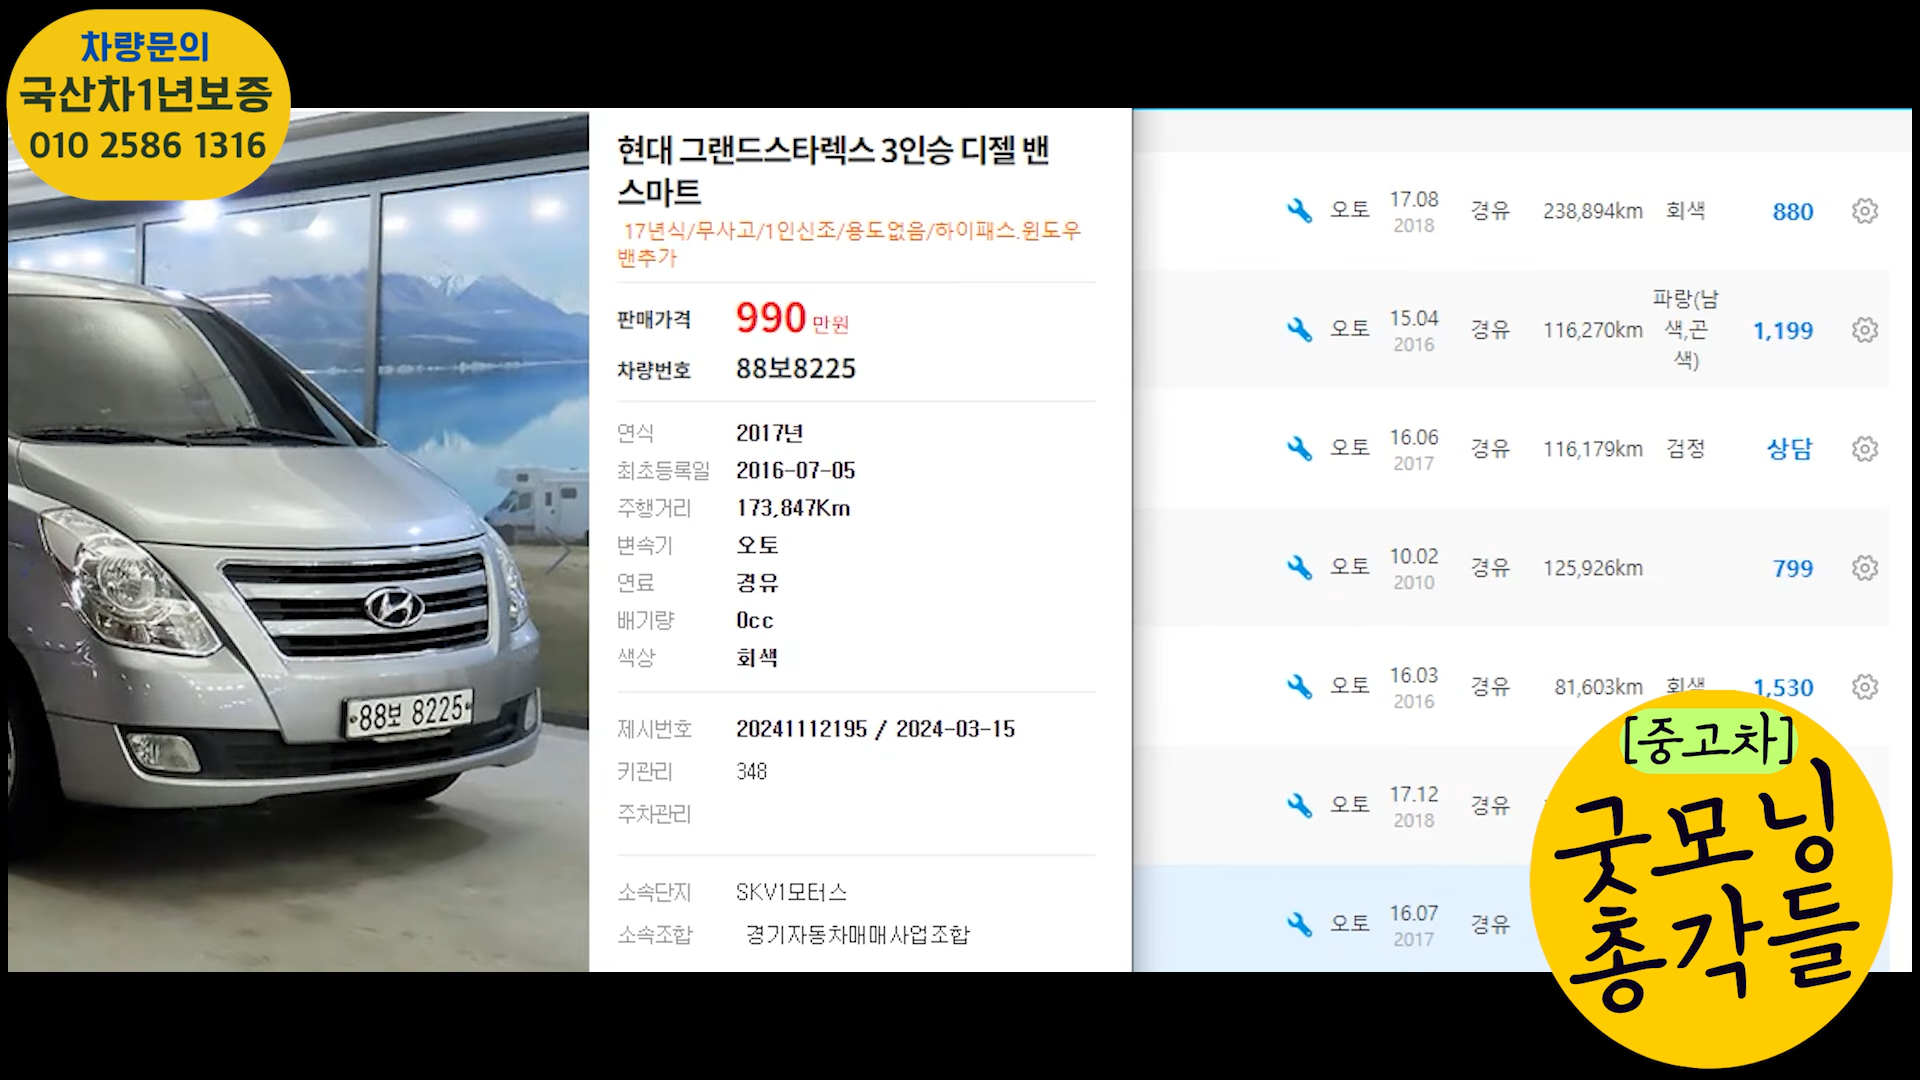 차량문의
국산차1년보증
010 2586 1316
현대 그랜드스타렉스 3인승 디젤 밴
스마트
17년식/무사고/1인신조/용도없음/하이패스.윈도우
밴추가
판매가격 990 만원
차량번호 88보8225
연식 2017년
최초등록일 2016-07-05
주행거리 173,847Km
변속기 오토
연료 경유
배기량 0cc
색상 회색
제시번호 20241112195 / 2024-03-15
키관리 348
주차관리
소속단지 SKV1모터스
소속조합 경기자동차매매사업조합
88보 8225
오토 17.08 경유 238,894km 회색 880
2018
오토 15.04 경유 116,270km 파랑(남 1,199
2016 색,곤
색)
오토 16.06 경유 116,179km 검정 상담
2017
오토 10.02 경유 125,926km 799
2010
오토 16.03 경유 81,603km 회색 1,530
2016
오토 17.12 경유
2018
오토 16.07 경유
2017
[중고차]
굿모닝
총각들